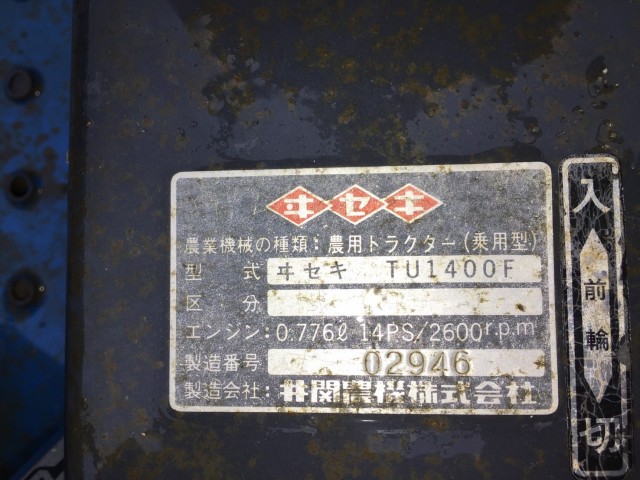 ヰセキ
農業機械の種類：農用トラクター（乗用型）
型式 ヰセキ TU1400F
区分
エンジン：0.776ℓ 14PS/2600r.p.m
製造番号 02946
製造会社：井関農機株式会社
入
前輪
切